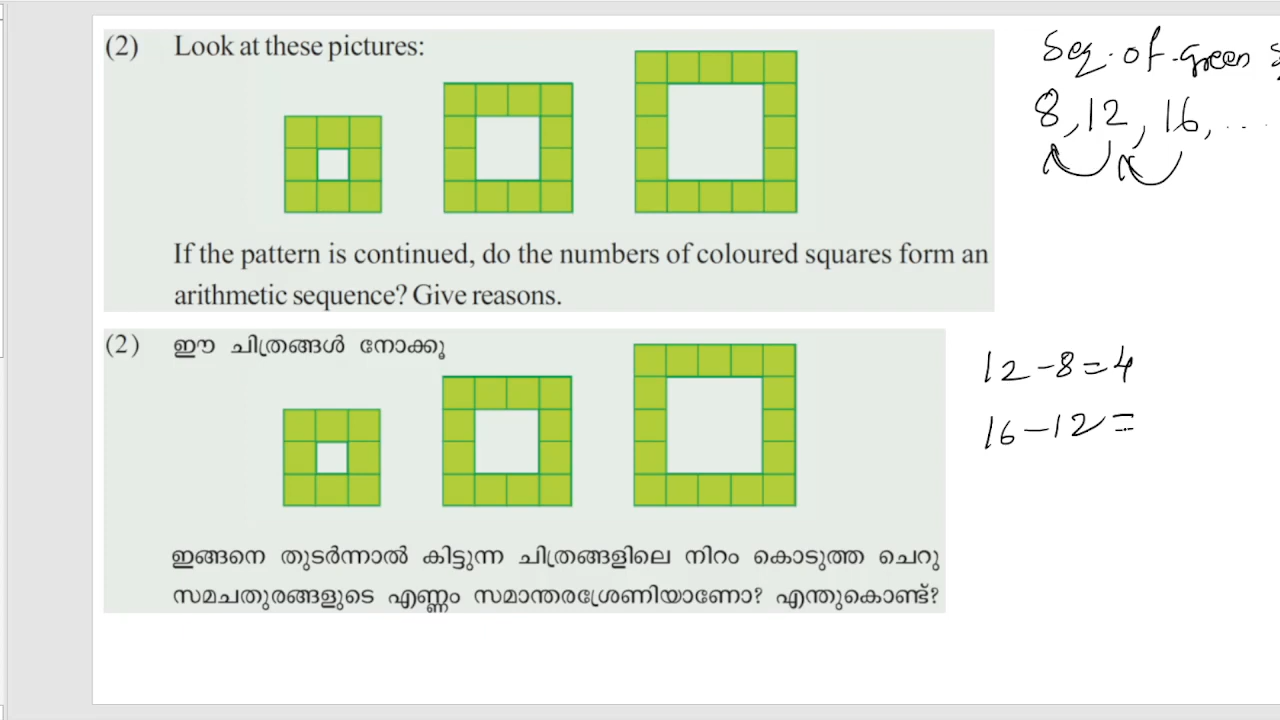 (2) Look at these pictures:
If the pattern is continued, do the numbers of coloured squares form an
arithmetic sequence? Give reasons.
(2) ഈ ചിത്രങ്ങൾ നോക്കൂ
ഇങ്ങനെ തുടർന്നാൽ കിട്ടുന്ന ചിത്രങ്ങളിലെ നിറം കൊടുത്ത ചെറു
സമചതുരങ്ങളുടെ എണ്ണം സമാന്തരശ്രേണിയാണോ? എന്തുകൊണ്ട്?
Seq. of green
8, 12, 16, ...
12-8=4
16-12=